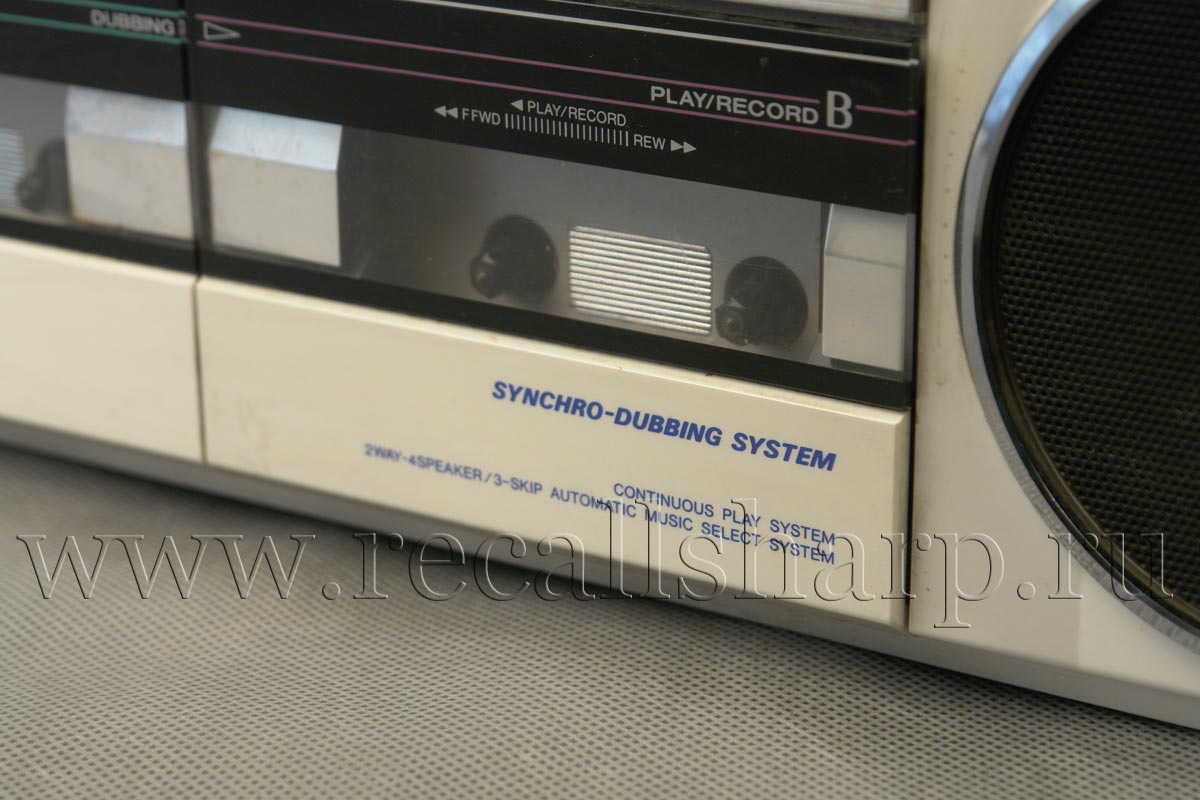 DUBBING
PLAY/RECORD B
◀PLAY/RECORD
◀◀ F FWD
REW ▶▶
SYNCHRO-DUBBING SYSTEM
CONTINUOUS PLAY SYSTEM
2WAY-4SPEAKER/3-SKIP AUTOMATIC MUSIC SELECT SYSTEM
www.recallsharp.ru